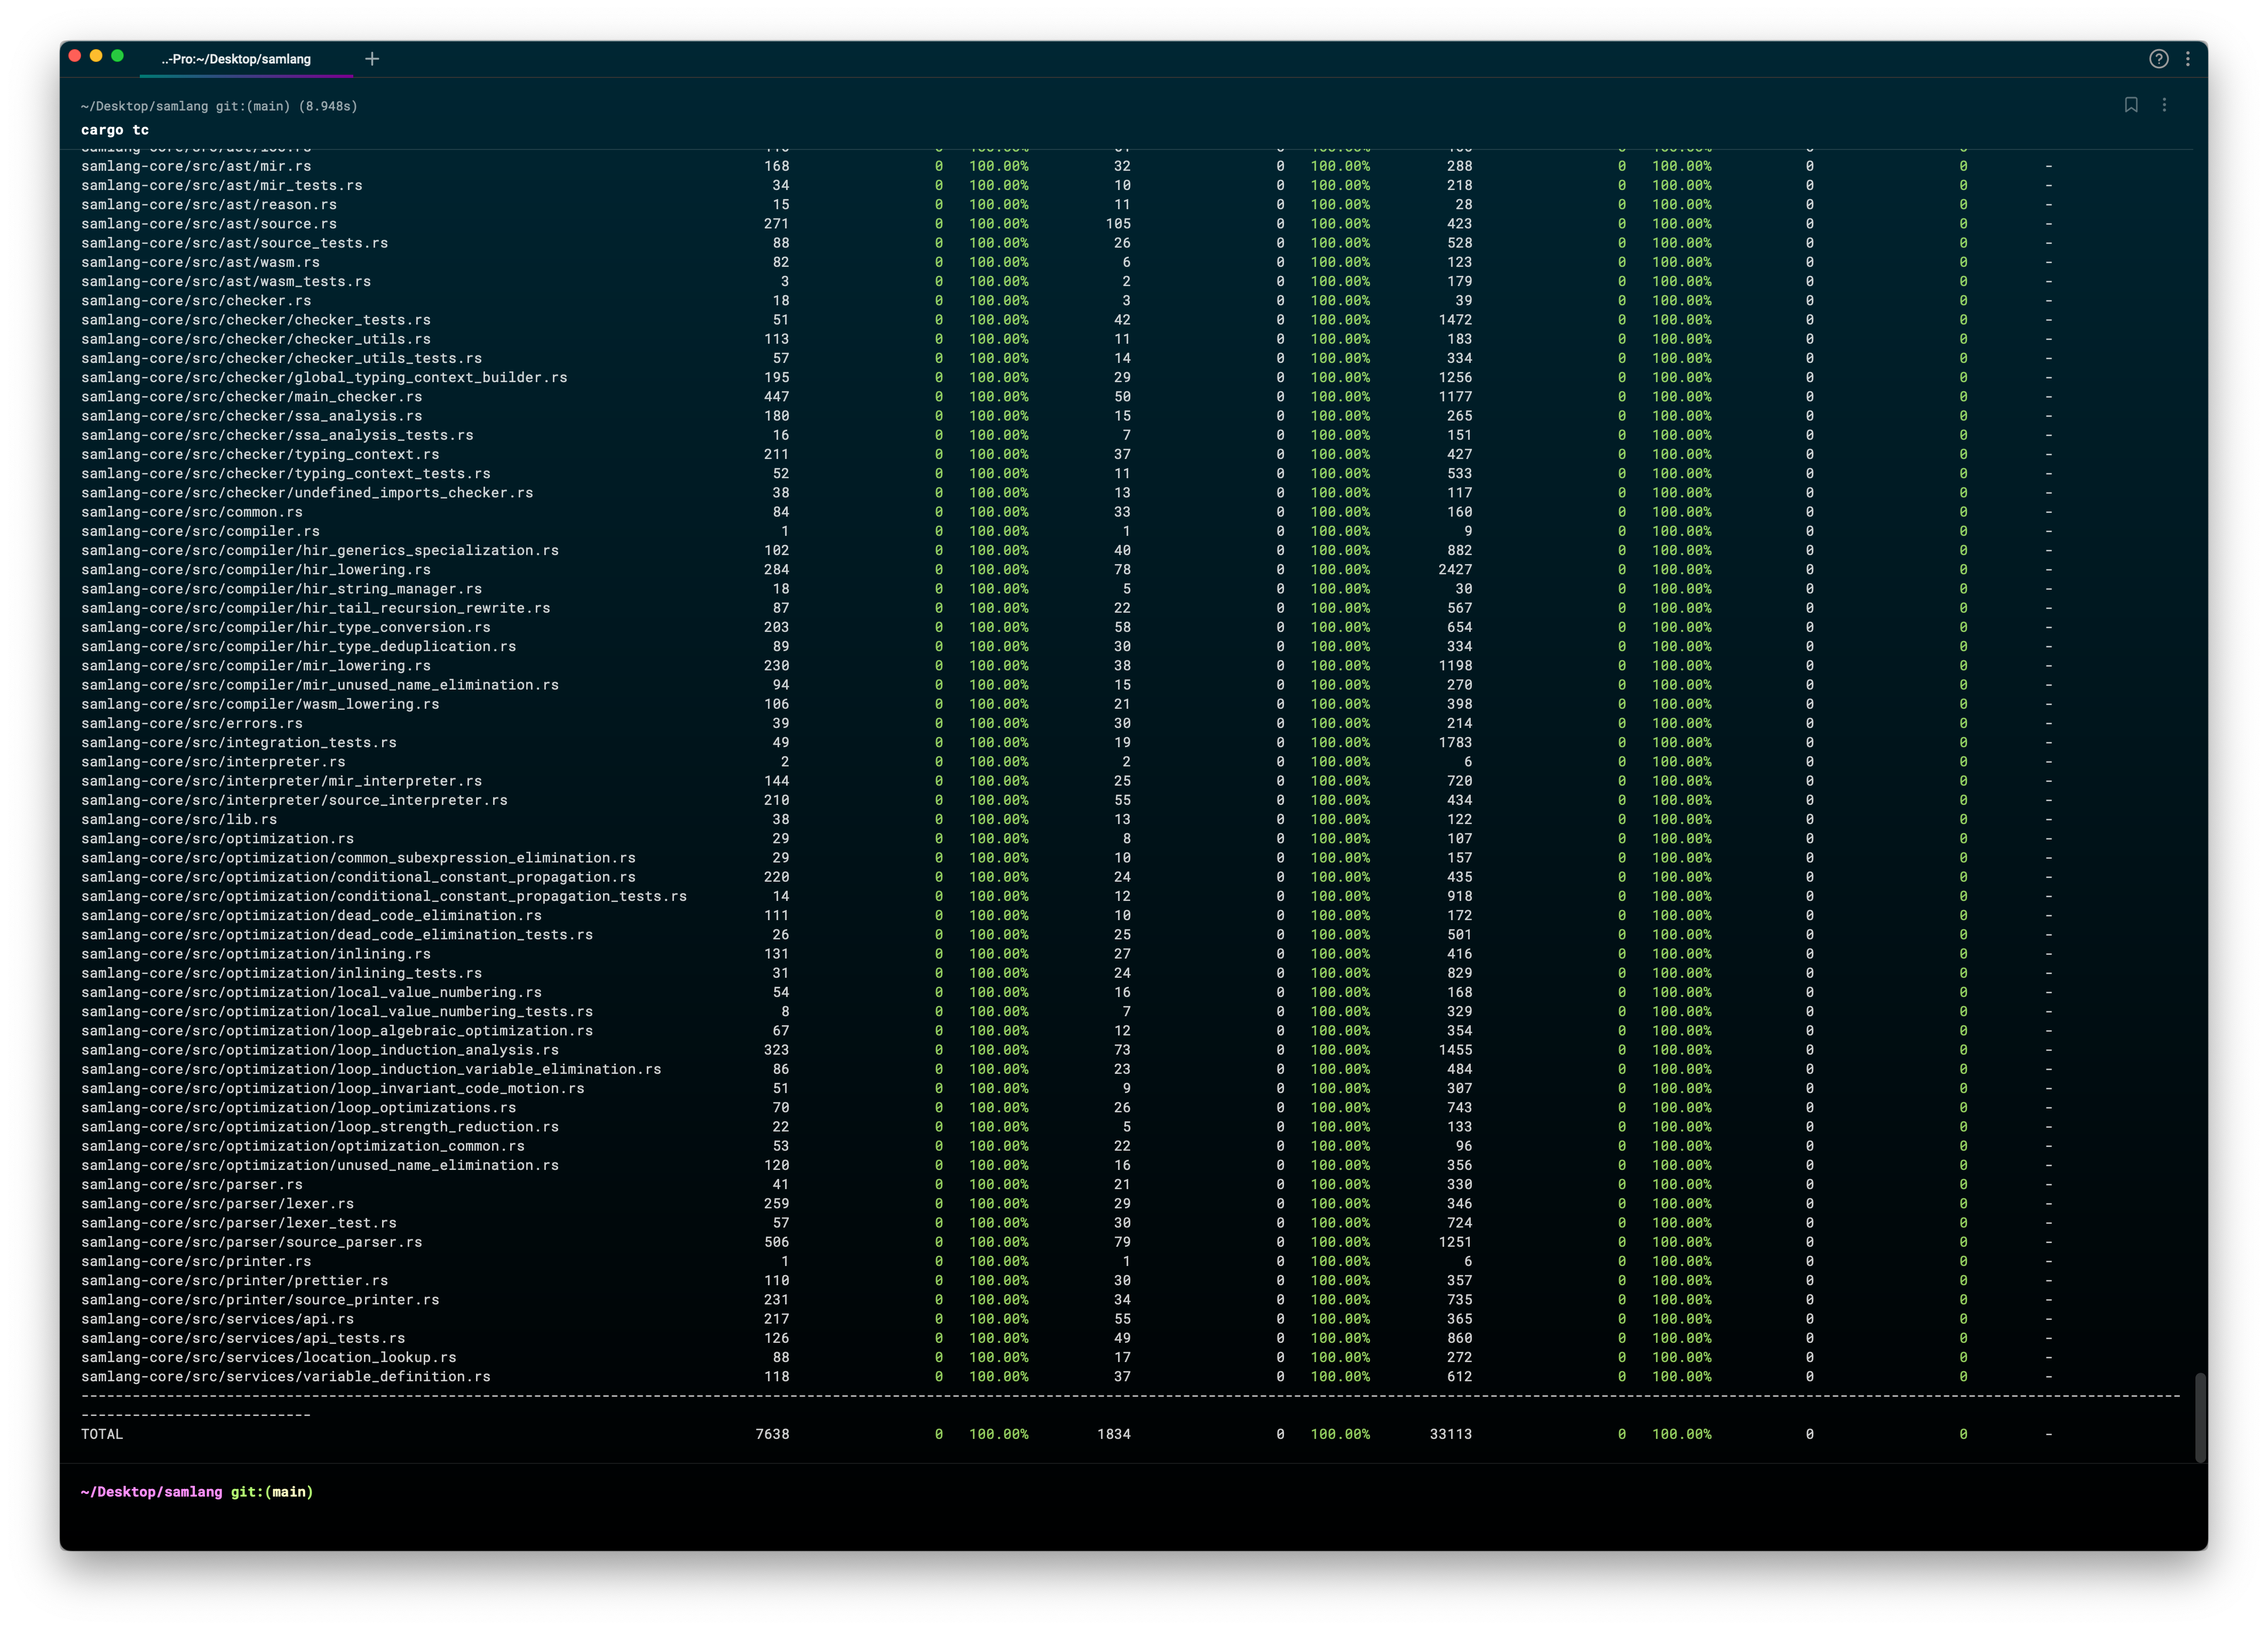 ..-Pro:~/Desktop/samlang
~/Desktop/samlang git:(main) (8.948s)
cargo tc
samlang-core/src/ast/mir.rs 168 0 100.00% 32 0 100.00% 288 0 100.00% 0 0 -
samlang-core/src/ast/mir_tests.rs 34 0 100.00% 10 0 100.00% 218 0 100.00% 0 0 -
samlang-core/src/ast/reason.rs 15 0 100.00% 11 0 100.00% 28 0 100.00% 0 0 -
samlang-core/src/ast/source.rs 271 0 100.00% 105 0 100.00% 423 0 100.00% 0 0 -
samlang-core/src/ast/source_tests.rs 88 0 100.00% 26 0 100.00% 528 0 100.00% 0 0 -
samlang-core/src/ast/wasm.rs 82 0 100.00% 6 0 100.00% 123 0 100.00% 0 0 -
samlang-core/src/ast/wasm_tests.rs 3 0 100.00% 2 0 100.00% 179 0 100.00% 0 0 -
samlang-core/src/checker.rs 18 0 100.00% 3 0 100.00% 39 0 100.00% 0 0 -
samlang-core/src/checker/checker_tests.rs 51 0 100.00% 42 0 100.00% 1472 0 100.00% 0 0 -
samlang-core/src/checker/checker_utils.rs 113 0 100.00% 11 0 100.00% 183 0 100.00% 0 0 -
samlang-core/src/checker/checker_utils_tests.rs 57 0 100.00% 14 0 100.00% 334 0 100.00% 0 0 -
samlang-core/src/checker/global_typing_context_builder.rs 195 0 100.00% 29 0 100.00% 1256 0 100.00% 0 0 -
samlang-core/src/checker/main_checker.rs 447 0 100.00% 50 0 100.00% 1177 0 100.00% 0 0 -
samlang-core/src/checker/ssa_analysis.rs 180 0 100.00% 15 0 100.00% 265 0 100.00% 0 0 -
samlang-core/src/checker/ssa_analysis_tests.rs 16 0 100.00% 7 0 100.00% 151 0 100.00% 0 0 -
samlang-core/src/checker/typing_context.rs 211 0 100.00% 37 0 100.00% 427 0 100.00% 0 0 -
samlang-core/src/checker/typing_context_tests.rs 52 0 100.00% 11 0 100.00% 533 0 100.00% 0 0 -
samlang-core/src/checker/undefined_imports_checker.rs 38 0 100.00% 13 0 100.00% 117 0 100.00% 0 0 -
samlang-core/src/common.rs 84 0 100.00% 33 0 100.00% 160 0 100.00% 0 0 -
samlang-core/src/compiler.rs 1 0 100.00% 1 0 100.00% 9 0 100.00% 0 0 -
samlang-core/src/compiler/hir_generics_specialization.rs 102 0 100.00% 40 0 100.00% 882 0 100.00% 0 0 -
samlang-core/src/compiler/hir_lowering.rs 284 0 100.00% 78 0 100.00% 2427 0 100.00% 0 0 -
samlang-core/src/compiler/hir_string_manager.rs 18 0 100.00% 5 0 100.00% 30 0 100.00% 0 0 -
samlang-core/src/compiler/hir_tail_recursion_rewrite.rs 87 0 100.00% 22 0 100.00% 567 0 100.00% 0 0 -
samlang-core/src/compiler/hir_type_conversion.rs 203 0 100.00% 58 0 100.00% 654 0 100.00% 0 0 -
samlang-core/src/compiler/hir_type_deduplication.rs 89 0 100.00% 30 0 100.00% 334 0 100.00% 0 0 -
samlang-core/src/compiler/mir_lowering.rs 230 0 100.00% 38 0 100.00% 1198 0 100.00% 0 0 -
samlang-core/src/compiler/mir_unused_name_elimination.rs 94 0 100.00% 15 0 100.00% 270 0 100.00% 0 0 -
samlang-core/src/compiler/wasm_lowering.rs 106 0 100.00% 21 0 100.00% 398 0 100.00% 0 0 -
samlang-core/src/errors.rs 39 0 100.00% 30 0 100.00% 214 0 100.00% 0 0 -
samlang-core/src/integration_tests.rs 49 0 100.00% 19 0 100.00% 1783 0 100.00% 0 0 -
samlang-core/src/interpreter.rs 2 0 100.00% 2 0 100.00% 6 0 100.00% 0 0 -
samlang-core/src/interpreter/mir_interpreter.rs 144 0 100.00% 25 0 100.00% 720 0 100.00% 0 0 -
samlang-core/src/interpreter/source_interpreter.rs 210 0 100.00% 55 0 100.00% 434 0 100.00% 0 0 -
samlang-core/src/lib.rs 38 0 100.00% 13 0 100.00% 122 0 100.00% 0 0 -
samlang-core/src/optimization.rs 29 0 100.00% 8 0 100.00% 107 0 100.00% 0 0 -
samlang-core/src/optimization/common_subexpression_elimination.rs 29 0 100.00% 10 0 100.00% 157 0 100.00% 0 0 -
samlang-core/src/optimization/conditional_constant_propagation.rs 220 0 100.00% 24 0 100.00% 435 0 100.00% 0 0 -
samlang-core/src/optimization/conditional_constant_propagation_tests.rs 14 0 100.00% 12 0 100.00% 918 0 100.00% 0 0 -
samlang-core/src/optimization/dead_code_elimination.rs 111 0 100.00% 10 0 100.00% 172 0 100.00% 0 0 -
samlang-core/src/optimization/dead_code_elimination_tests.rs 26 0 100.00% 25 0 100.00% 501 0 100.00% 0 0 -
samlang-core/src/optimization/inlining.rs 131 0 100.00% 27 0 100.00% 416 0 100.00% 0 0 -
samlang-core/src/optimization/inlining_tests.rs 31 0 100.00% 24 0 100.00% 829 0 100.00% 0 0 -
samlang-core/src/optimization/local_value_numbering.rs 54 0 100.00% 16 0 100.00% 168 0 100.00% 0 0 -
samlang-core/src/optimization/local_value_numbering_tests.rs 8 0 100.00% 7 0 100.00% 329 0 100.00% 0 0 -
samlang-core/src/optimization/loop_algebraic_optimization.rs 67 0 100.00% 12 0 100.00% 354 0 100.00% 0 0 -
samlang-core/src/optimization/loop_induction_analysis.rs 323 0 100.00% 73 0 100.00% 1455 0 100.00% 0 0 -
samlang-core/src/optimization/loop_induction_variable_elimination.rs 86 0 100.00% 23 0 100.00% 484 0 100.00% 0 0 -
samlang-core/src/optimization/loop_invariant_code_motion.rs 51 0 100.00% 9 0 100.00% 307 0 100.00% 0 0 -
samlang-core/src/optimization/loop_optimizations.rs 70 0 100.00% 26 0 100.00% 743 0 100.00% 0 0 -
samlang-core/src/optimization/loop_strength_reduction.rs 22 0 100.00% 5 0 100.00% 133 0 100.00% 0 0 -
samlang-core/src/optimization/optimization_common.rs 53 0 100.00% 22 0 100.00% 96 0 100.00% 0 0 -
samlang-core/src/optimization/unused_name_elimination.rs 120 0 100.00% 16 0 100.00% 356 0 100.00% 0 0 -
samlang-core/src/parser.rs 41 0 100.00% 21 0 100.00% 330 0 100.00% 0 0 -
samlang-core/src/parser/lexer.rs 259 0 100.00% 29 0 100.00% 346 0 100.00% 0 0 -
samlang-core/src/parser/lexer_test.rs 57 0 100.00% 30 0 100.00% 724 0 100.00% 0 0 -
samlang-core/src/parser/source_parser.rs 506 0 100.00% 79 0 100.00% 1251 0 100.00% 0 0 -
samlang-core/src/printer.rs 1 0 100.00% 1 0 100.00% 6 0 100.00% 0 0 -
samlang-core/src/printer/prettier.rs 110 0 100.00% 30 0 100.00% 357 0 100.00% 0 0 -
samlang-core/src/printer/source_printer.rs 231 0 100.00% 34 0 100.00% 735 0 100.00% 0 0 -
samlang-core/src/services/api.rs 217 0 100.00% 55 0 100.00% 365 0 100.00% 0 0 -
samlang-core/src/services/api_tests.rs 126 0 100.00% 49 0 100.00% 860 0 100.00% 0 0 -
samlang-core/src/services/location_lookup.rs 88 0 100.00% 17 0 100.00% 272 0 100.00% 0 0 -
samlang-core/src/services/variable_definition.rs 118 0 100.00% 37 0 100.00% 612 0 100.00% 0 0 -
TOTAL 7638 0 100.00% 1834 0 100.00% 33113 0 100.00% 0 0 -
~/Desktop/samlang git:(main)